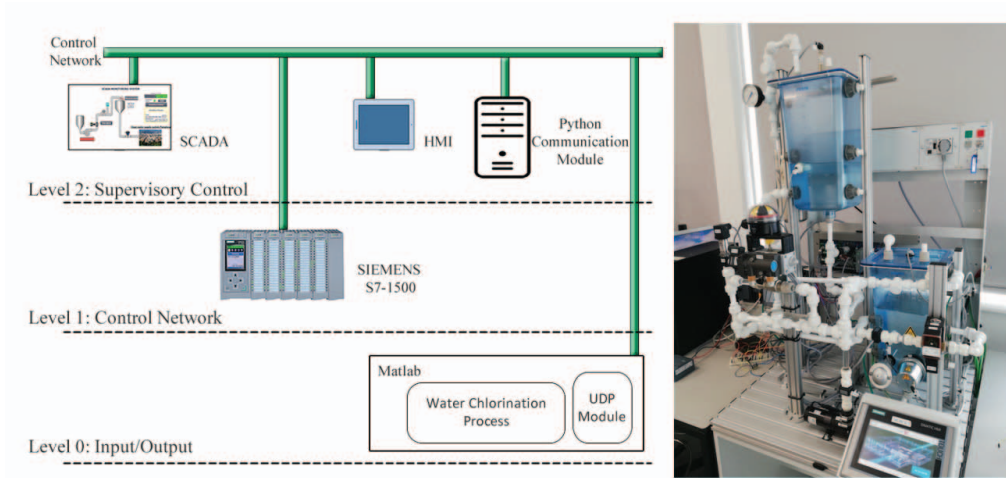 Control
Network
SCADA
HMI
Python
Communication
Module
Level 2: Supervisory Control
SIEMENS
S7-1500
Level 1: Control Network
Matlab
Water Chlorination
Process
UDP
Module
Level 0: Input/Output